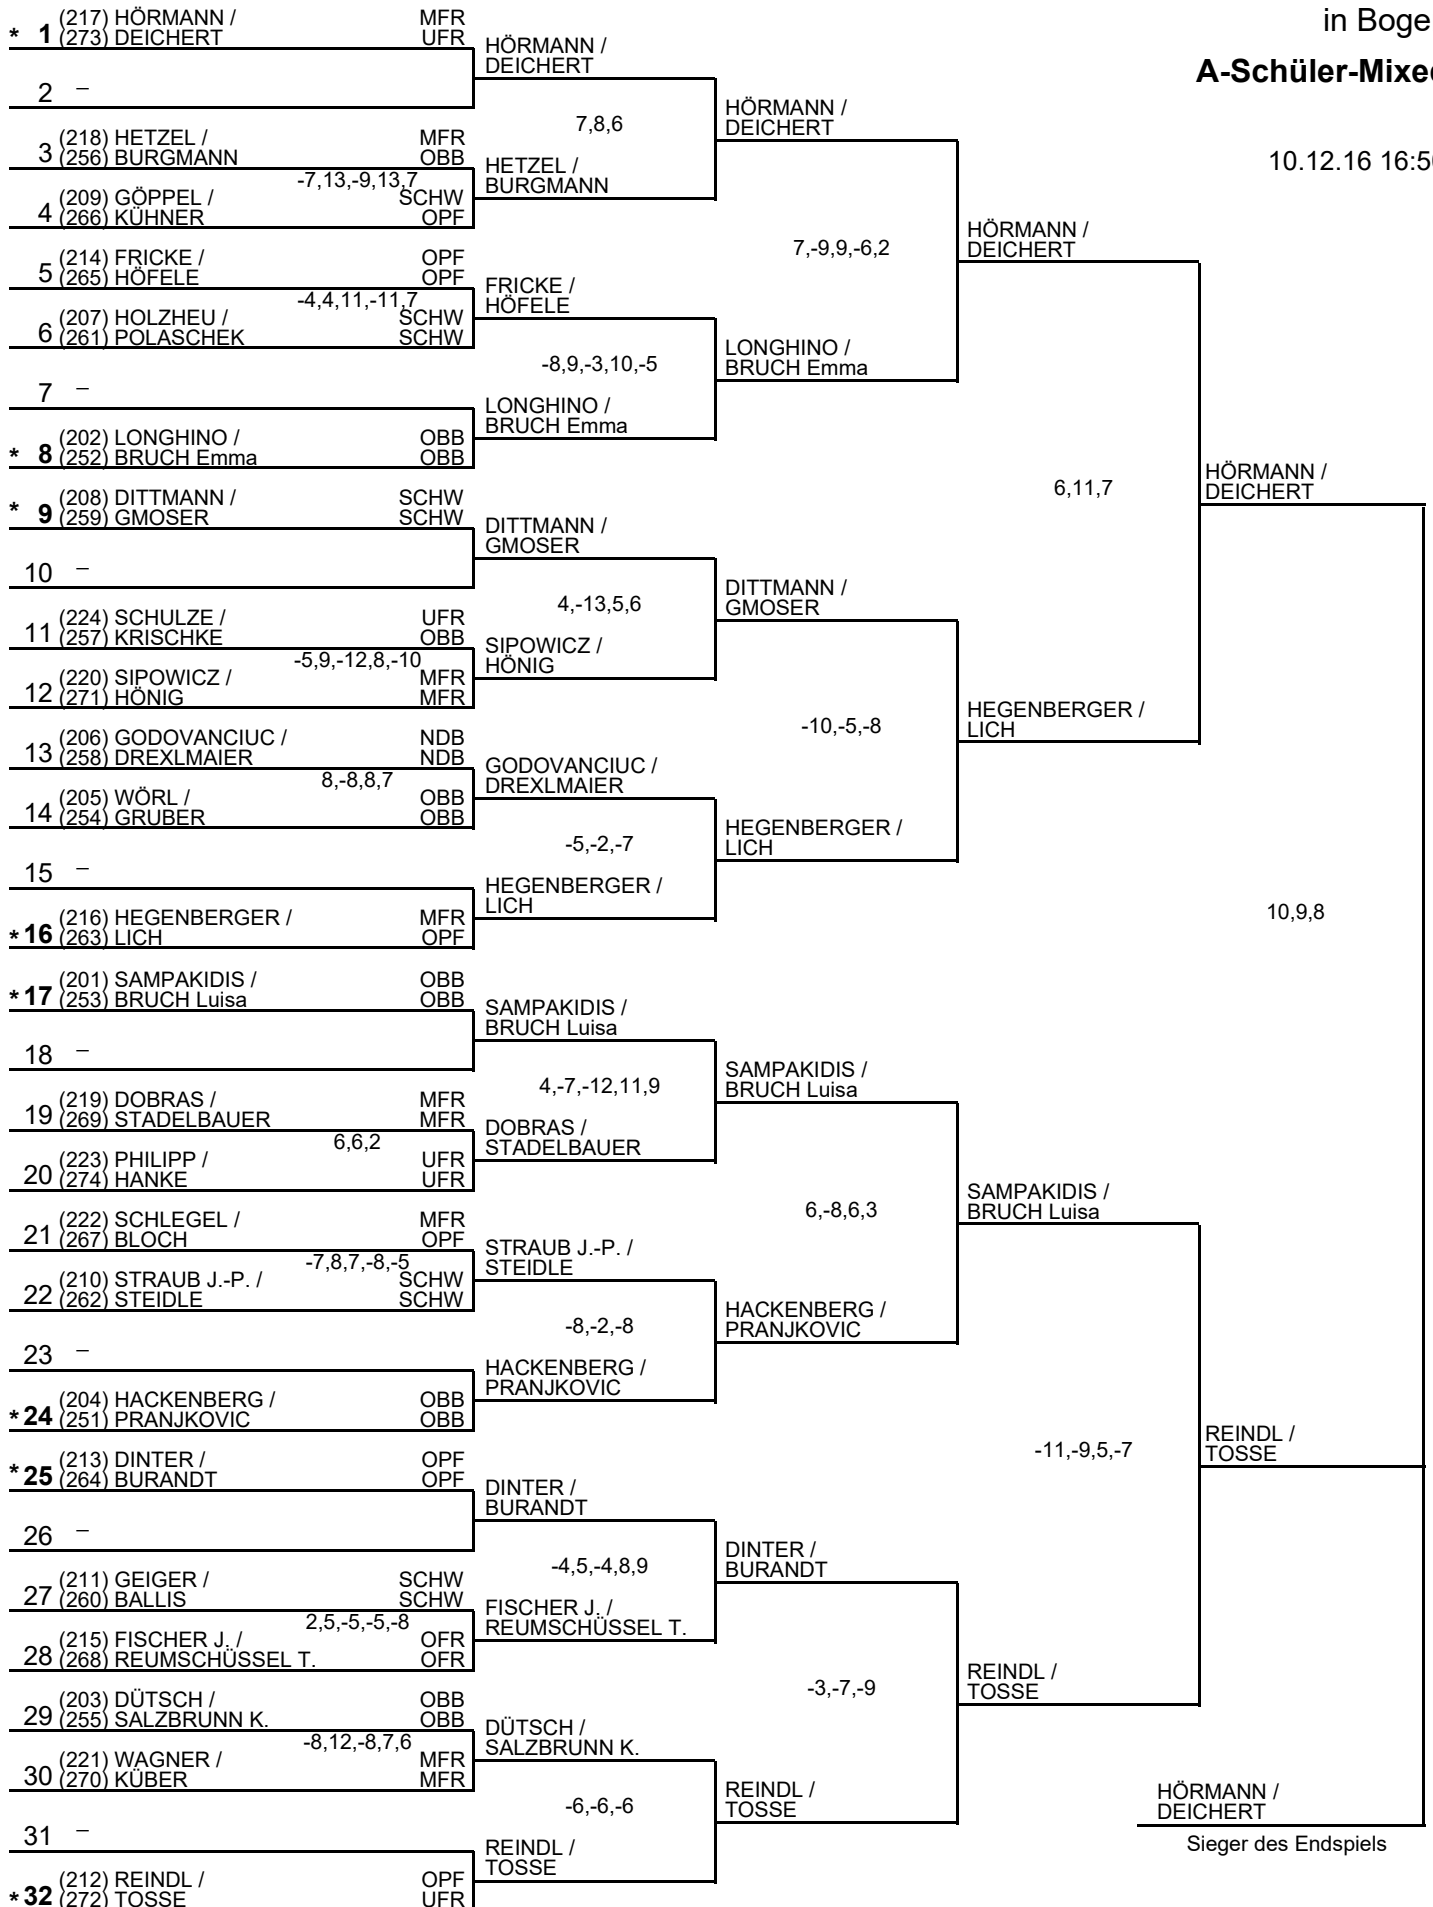 in Boge
A-Schüler-Mixe
10.12.16 16:5
(217) HÖRMANN / MFR
* 1 (273) DEICHERT UFR
HÖRMANN /
DEICHERT
2 –
7,8,6
HÖRMANN /
DEICHERT
(218) HETZEL / MFR
3 (256) BURGMANN OBB
-7,13,-9,13,7
HETZEL /
BURGMANN
(209) GÖPPEL / SCHW
4 (266) KÜHNER OPF
7,-9,9,-6,2
HÖRMANN /
DEICHERT
(214) FRICKE / OPF
5 (265) HÖFELE OPF
-4,4,11,-11,7
FRICKE /
HÖFELE
(207) HOLZHEU / SCHW
6 (261) POLASCHEK SCHW
-8,9,-3,10,-5
LONGHINO /
BRUCH Emma
7 –
LONGHINO /
BRUCH Emma
(202) LONGHINO / OBB
* 8 (252) BRUCH Emma OBB
6,11,7
HÖRMANN /
DEICHERT
(208) DITTMANN / SCHW
* 9 (259) GMOSER SCHW
DITTMANN /
GMOSER
10 –
4,-13,5,6
DITTMANN /
GMOSER
(224) SCHULZE / UFR
11 (257) KRISCHKE OBB
-5,9,-12,8,-10
SIPOWICZ /
HÖNIG
(220) SIPOWICZ / MFR
12 (271) HÖNIG MFR
-10,-5,-8
HEGENBERGER /
LICH
(206) GODOVANCIUC / NDB
13 (258) DREXLMAIER NDB
8,-8,8,7
GODOVANCIUC /
DREXLMAIER
(205) WÖRL / OBB
14 (254) GRUBER OBB
-5,-2,-7
HEGENBERGER /
LICH
15 –
HEGENBERGER /
LICH
(216) HEGENBERGER / MFR
* 16 (263) LICH OPF
10,9,8
(201) SAMPAKIDIS / OBB
* 17 (253) BRUCH Luisa OBB
SAMPAKIDIS /
BRUCH Luisa
18 –
4,-7,-12,11,9
SAMPAKIDIS /
BRUCH Luisa
(219) DOBRAS / MFR
19 (269) STADELBAUER MFR
6,6,2
DOBRAS /
STADELBAUER
(223) PHILIPP / UFR
20 (274) HANKE UFR
6,-8,6,3
SAMPAKIDIS /
BRUCH Luisa
(222) SCHLEGEL / MFR
21 (267) BLOCH OPF
-7,8,7,-8,-5
STRAUB J.-P. /
STEIDLE
(210) STRAUB J.-P. / SCHW
22 (262) STEIDLE SCHW
-8,-2,-8
HACKENBERG /
PRANJKOVIC
23 –
HACKENBERG /
PRANJKOVIC
(204) HACKENBERG / OBB
* 24 (251) PRANJKOVIC OBB
-11,-9,5,-7
REINDL /
TOSSE
(213) DINTER / OPF
* 25 (264) BURANDT OPF
DINTER /
BURANDT
26 –
-4,5,-4,8,9
DINTER /
BURANDT
(211) GEIGER / SCHW
27 (260) BALLIS SCHW
2,5,-5,-5,-8
FISCHER J. /
REUMSCHÜSSEL T.
(215) FISCHER J. / OFR
28 (268) REUMSCHÜSSEL T. OFR
-3,-7,-9
REINDL /
TOSSE
(203) DÜTSCH / OBB
29 (255) SALZBRUNN K. OBB
-8,12,-8,7,6
DÜTSCH /
SALZBRUNN K.
(221) WAGNER / MFR
30 (270) KÜBER MFR
-6,-6,-6
REINDL /
TOSSE
HÖRMANN /
DEICHERT
31 –
Sieger des Endspiels
REINDL /
TOSSE
(212) REINDL / OPF
* 32 (272) TOSSE UFR